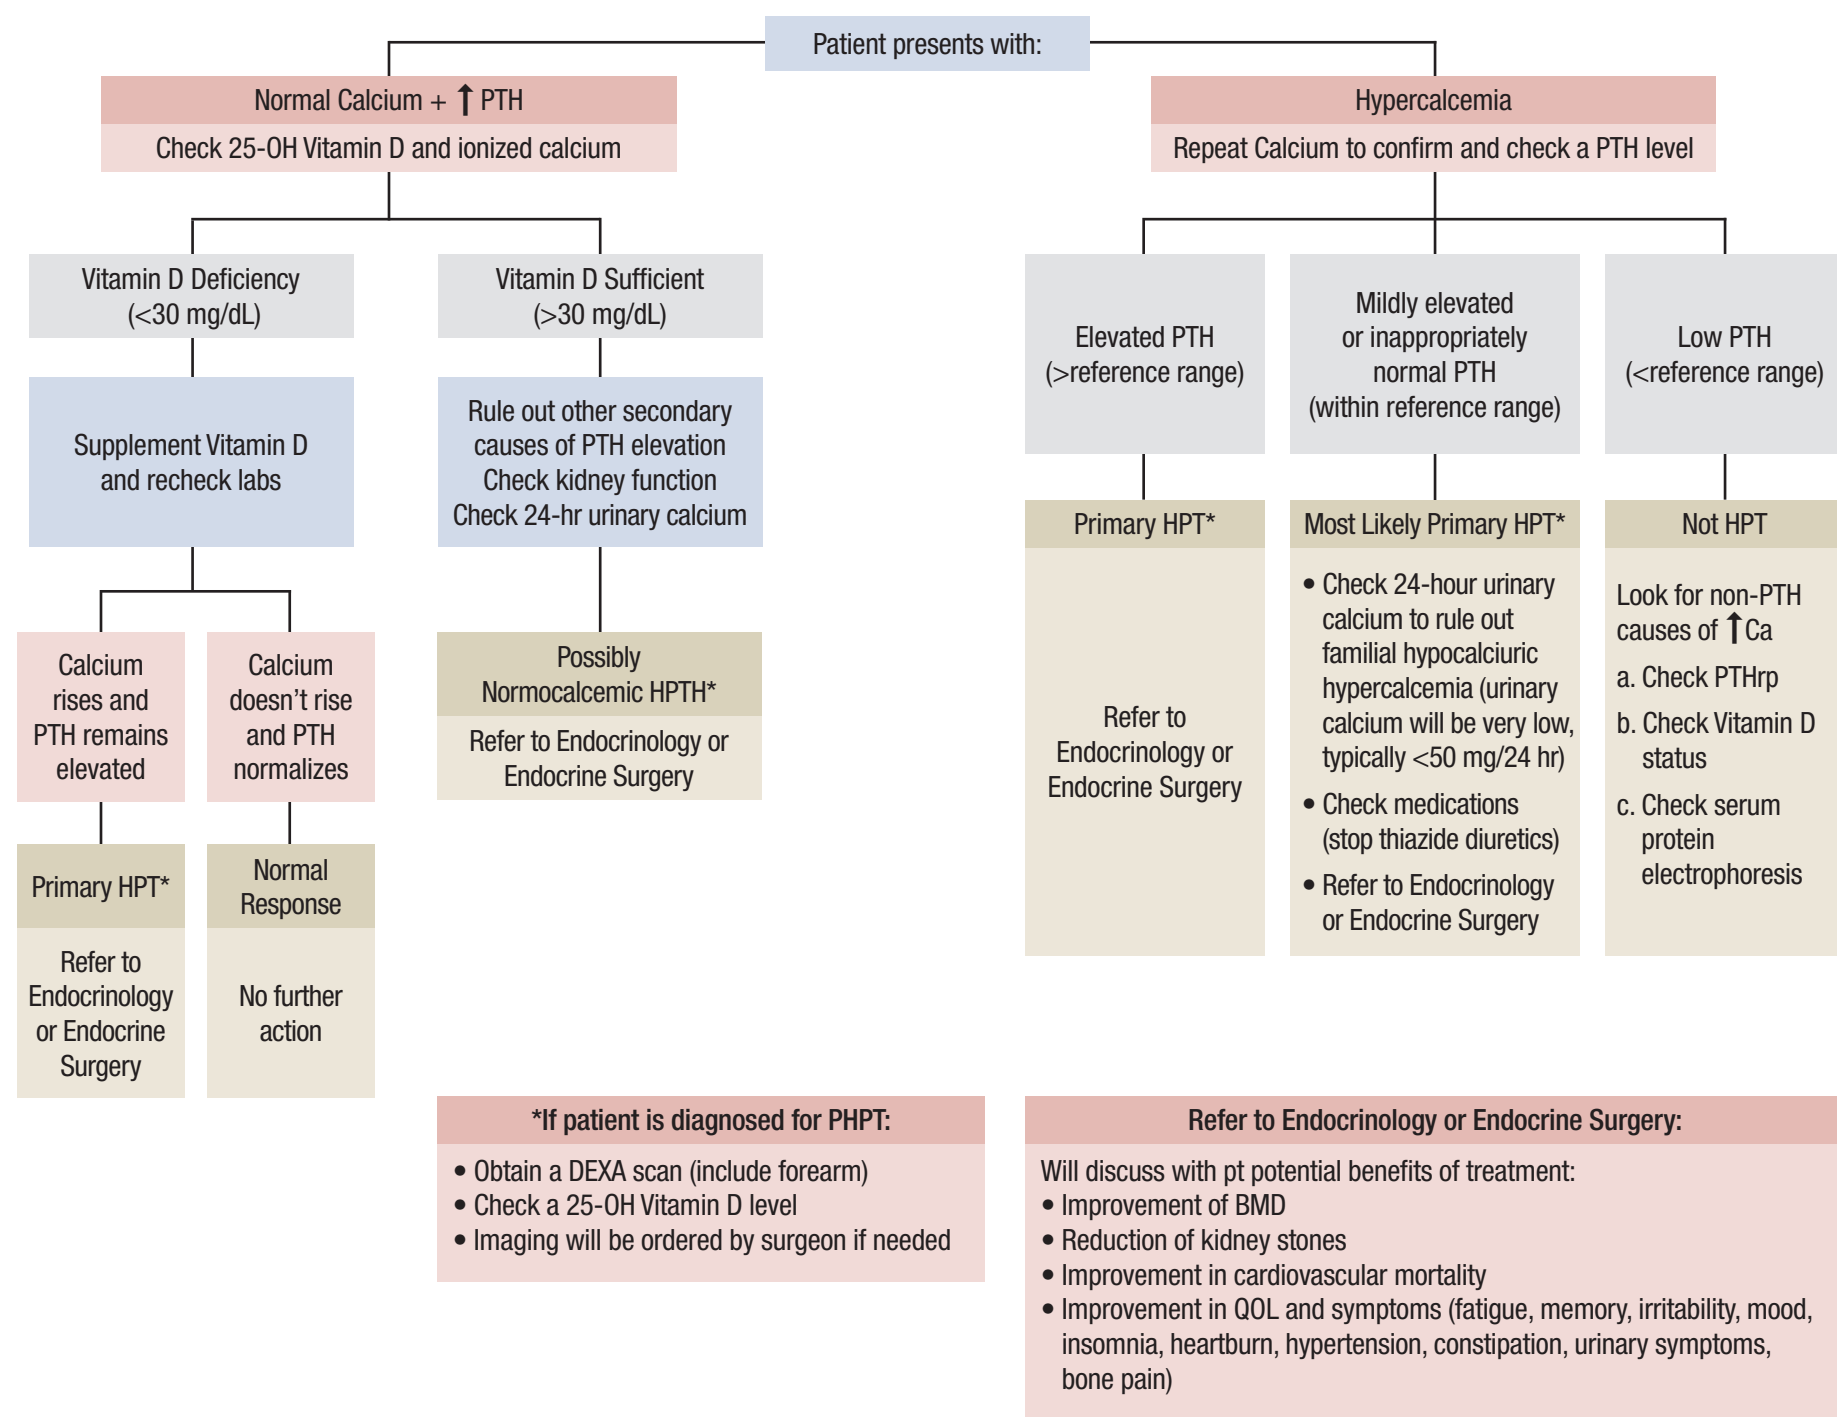 Patient presents with:
Normal Calcium + ↑ PTH
Check 25-OH Vitamin D and ionized calcium
Vitamin D Deficiency
(<30 mg/dL)
Supplement Vitamin D
and recheck labs
Calcium
rises and
PTH remains
elevated
Primary HPT*
Refer to
Endocrinology
or Endocrine
Surgery
Calcium
doesn't rise
and PTH
normalizes
Normal
Response
No further
action
Vitamin D Sufficient
(>30 mg/dL)
Rule out other secondary
causes of PTH elevation
Check kidney function
Check 24-hr urinary calcium
Possibly
Normocalcemic HPTH*
Refer to Endocrinology or
Endocrine Surgery
Hypercalcemia
Repeat Calcium to confirm and check a PTH level
Elevated PTH
(>reference range)
Primary HPT*
Refer to
Endocrinology or
Endocrine Surgery
Mildly elevated
or inappropriately
normal PTH
(within reference range)
Most Likely Primary HPT*
• Check 24-hour urinary
calcium to rule out
familial hypocalciuric
hypercalcemia (urinary
calcium will be very low,
typically <50 mg/24 hr)
• Check medications
(stop thiazide diuretics)
• Refer to Endocrinology
or Endocrine Surgery
Low PTH
(<reference range)
Not HPT
Look for non-PTH
causes of ↑Ca
a. Check PTHrp
b. Check Vitamin D
status
c. Check serum
protein
electrophoresis
*If patient is diagnosed for PHPT:
• Obtain a DEXA scan (include forearm)
• Check a 25-OH Vitamin D level
• Imaging will be ordered by surgeon if needed
Refer to Endocrinology or Endocrine Surgery:
Will discuss with pt potential benefits of treatment:
• Improvement of BMD
• Reduction of kidney stones
• Improvement in cardiovascular mortality
• Improvement in QOL and symptoms (fatigue, memory, irritability, mood,
insomnia, heartburn, hypertension, constipation, urinary symptoms,
bone pain)